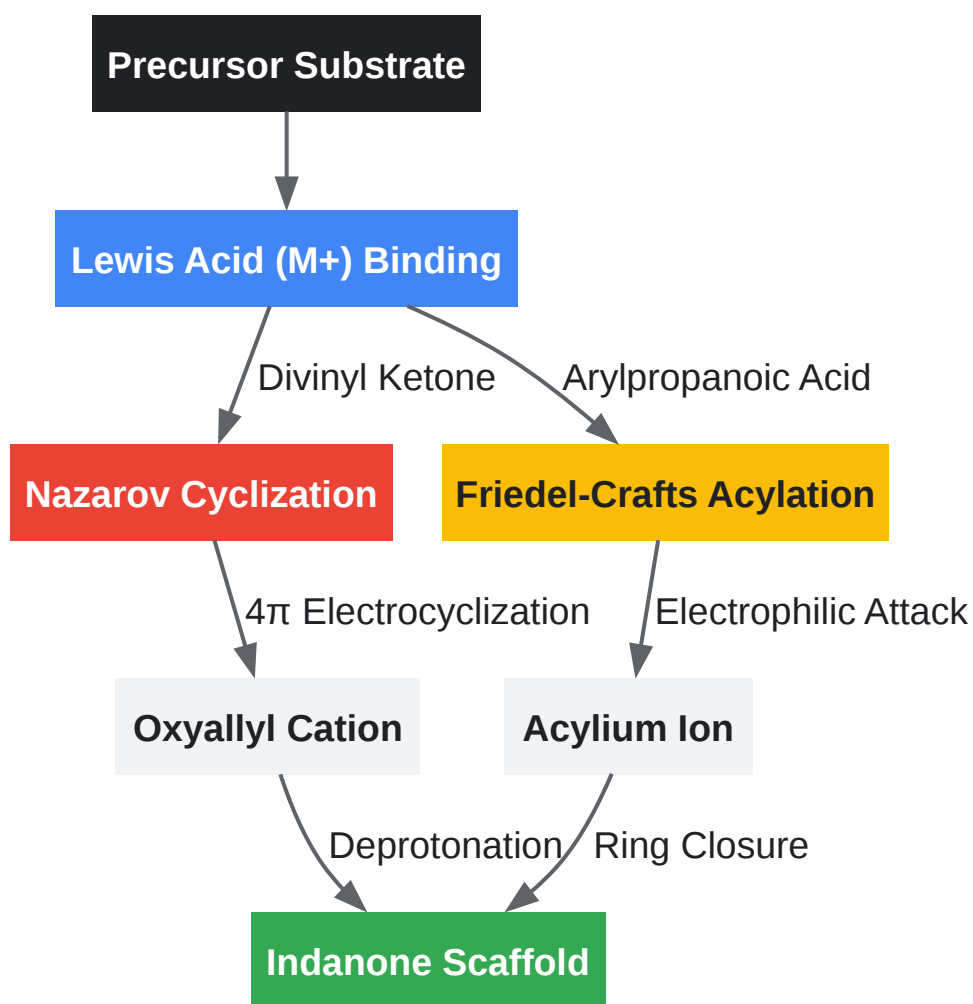 Precursor Substrate
Lewis Acid (M+) Binding
Divinyl Ketone
Arylpropanoic Acid
Nazarov Cyclization
Friedel-Crafts Acylation
4π Electrocyclization
Electrophilic Attack
Oxyallyl Cation
Acylium Ion
Deprotonation
Ring Closure
Indanone Scaffold